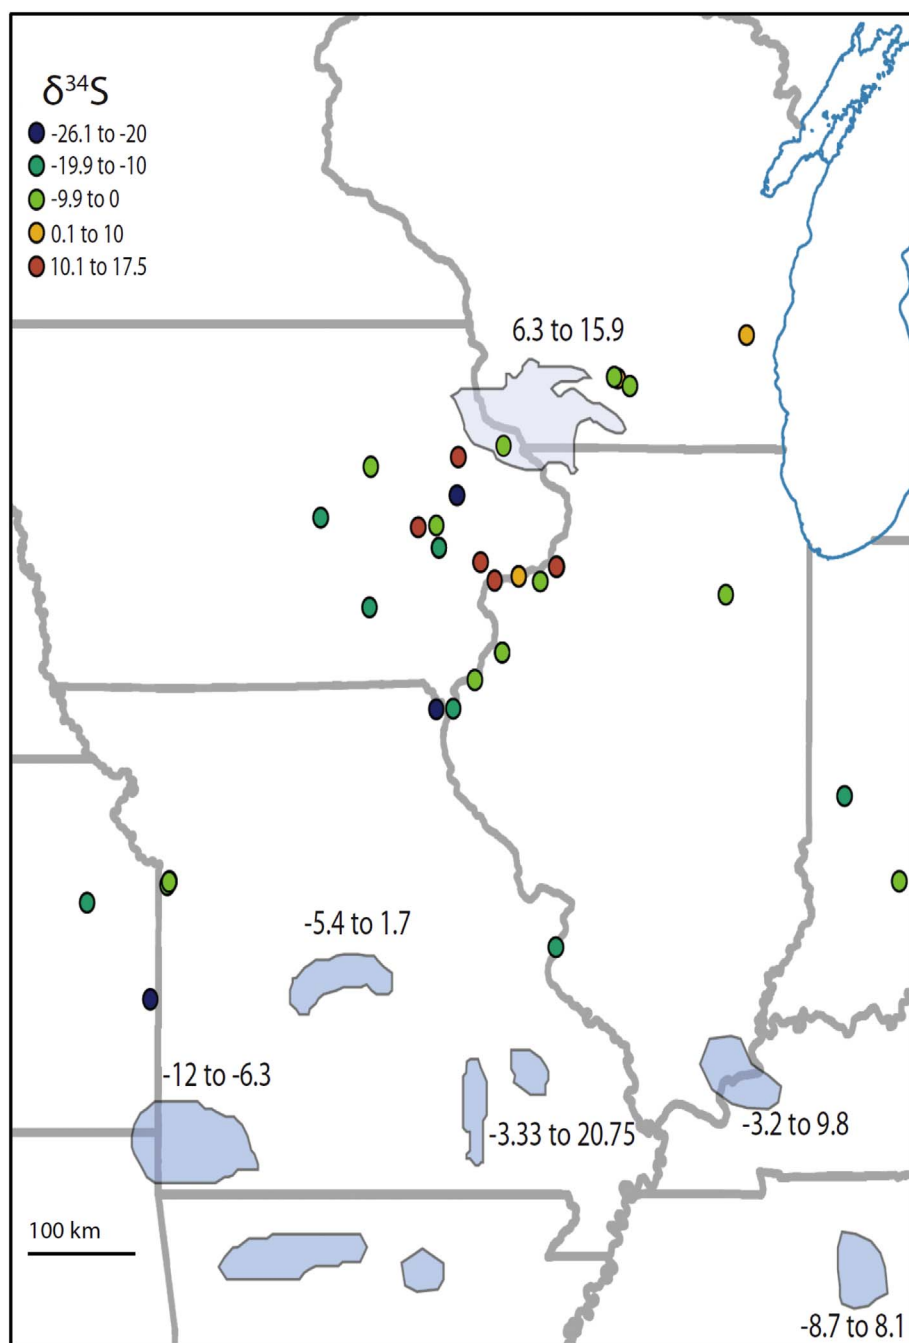 δ³⁴S
-26.1 to -20
-19.9 to -10
-9.9 to 0
0.1 to 10
10.1 to 17.5
6.3 to 15.9
-5.4 to 1.7
-12 to -6.3
-3.33 to 20.75
-3.2 to 9.8
100 km
-8.7 to 8.1